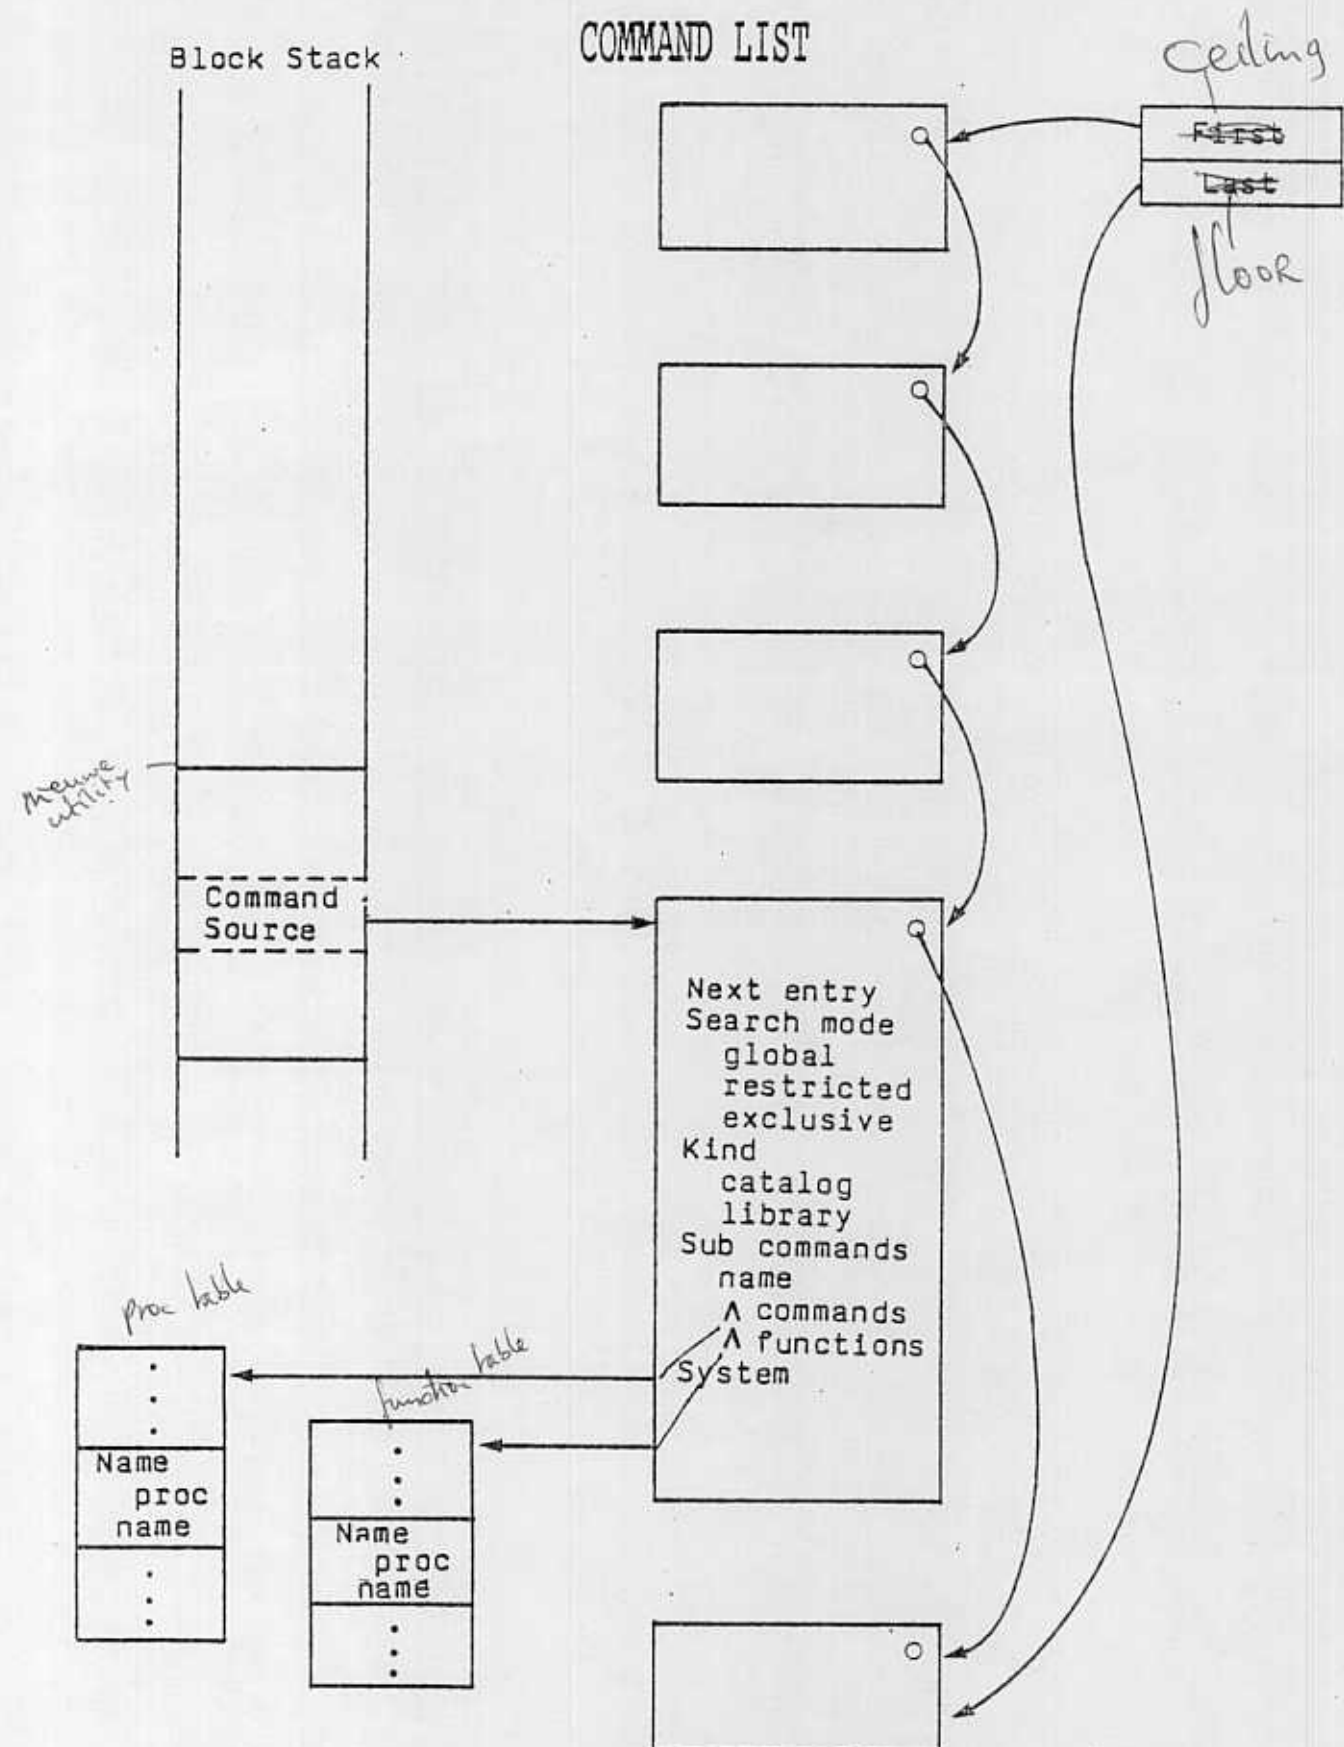 COMMAND LIST
Block Stack
Ceiling
First
Last
floor
utility
Command
Source
Next entry
Search mode
global
restricted
exclusive
Kind
catalog
library
Sub commands
name
Λ commands
Λ functions
System
proc table
function table
.
.
.
Name
proc
name
.
.
.
.
.
.
Name
proc
name
.
.
.